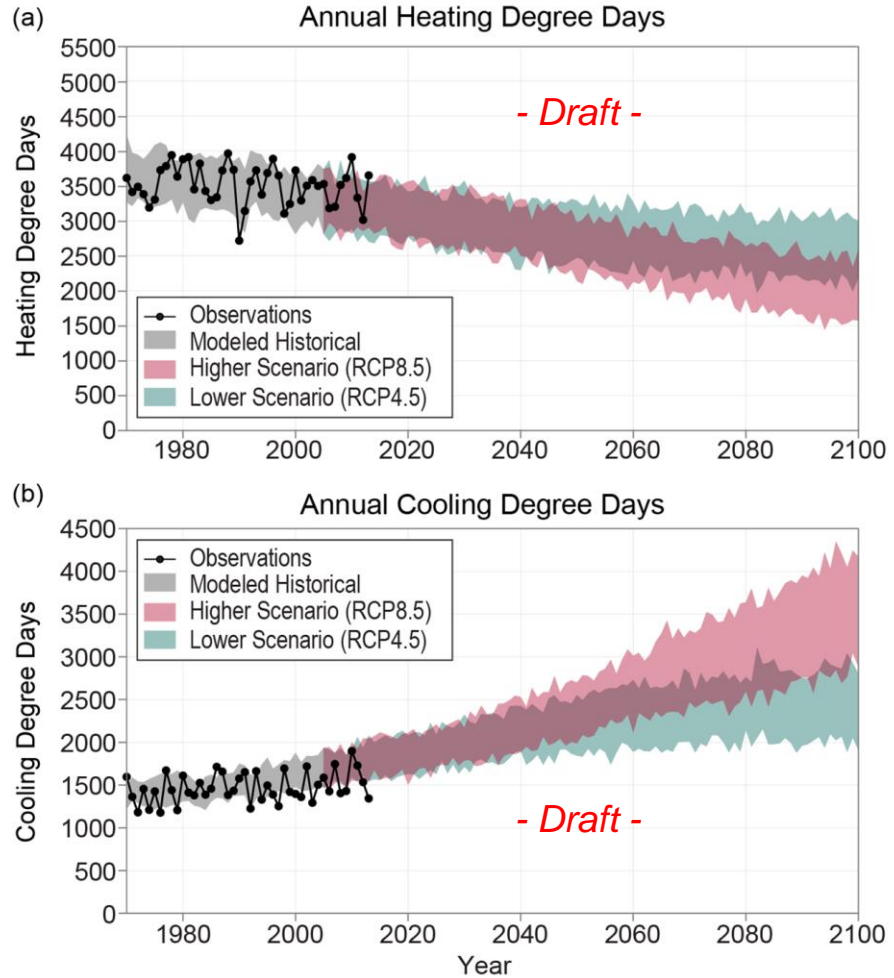 (a)
Annual Heating Degree Days
5500
5000
4500
4000
3500
3000
2500
2000
1500
1000
500
0
Heating Degree Days
- Draft -
Observations
Modeled Historical
Higher Scenario (RCP8.5)
Lower Scenario (RCP4.5)
1980 2000 2020 2040 2060 2080 2100
(b)
Annual Cooling Degree Days
4500
4000
3500
3000
2500
2000
1500
1000
500
0
Cooling Degree Days
Observations
Modeled Historical
Higher Scenario (RCP8.5)
Lower Scenario (RCP4.5)
- Draft -
1980 2000 2020 2040 2060 2080 2100
Year